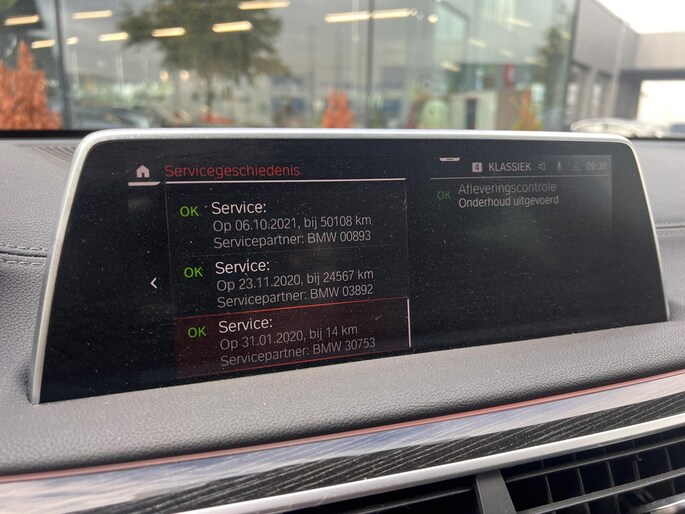 Servicegeschiedenis
4 KLASSIEK 09:36
OK Service:
Op 06.10.2021, bij 50108 km
Servicepartner: BMW 00893
OK Service:
Op 23.11.2020, bij 24567 km
Servicepartner: BMW 03892
OK Service:
Op 31.01.2020, bij 14 km
Servicepartner: BMW 30753
OK Afleveringscontrole
Onderhoud uitgevoerd